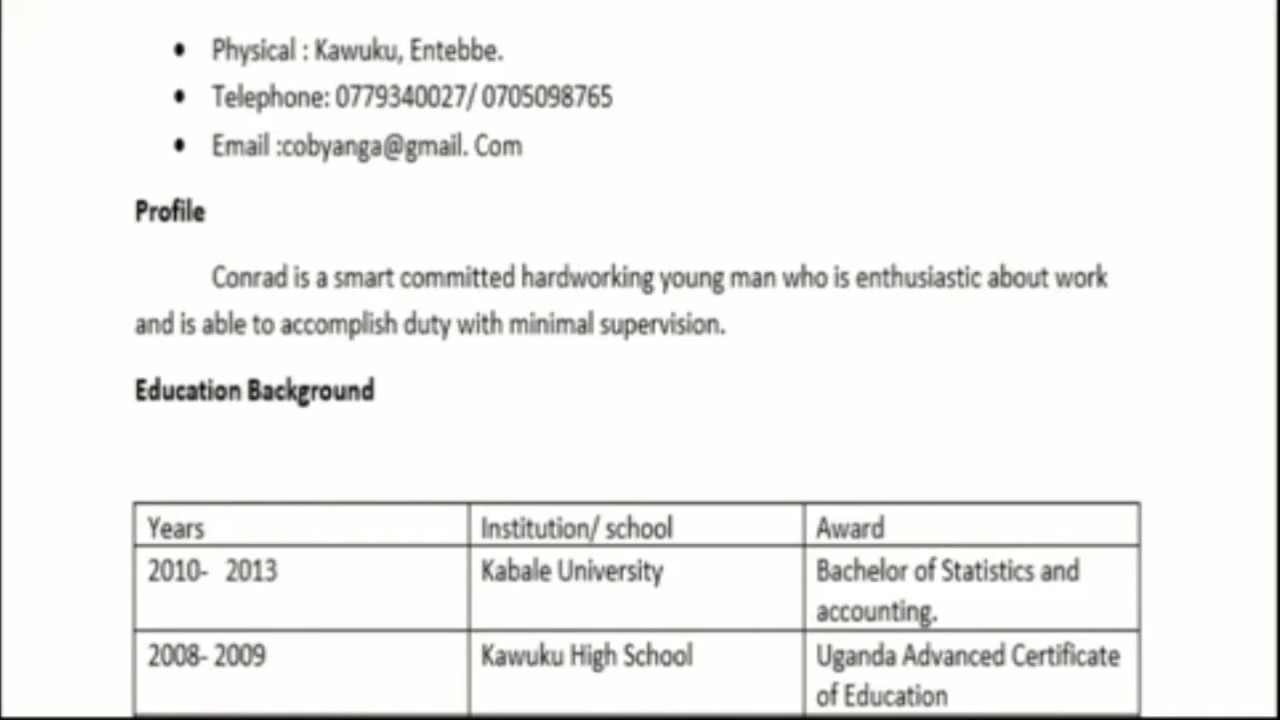 • Physical : Kawuku, Entebbe.
• Telephone: 0779340027/ 0705098765
• Email :cobyanga@gmail. Com
Profile
Conrad is a smart committed hardworking young man who is enthusiastic about work
and is able to accomplish duty with minimal supervision.
Education Background
Years Institution/ school Award
2010- 2013 Kabale University Bachelor of Statistics and
accounting.
2008- 2009 Kawuku High School Uganda Advanced Certificate
of Education